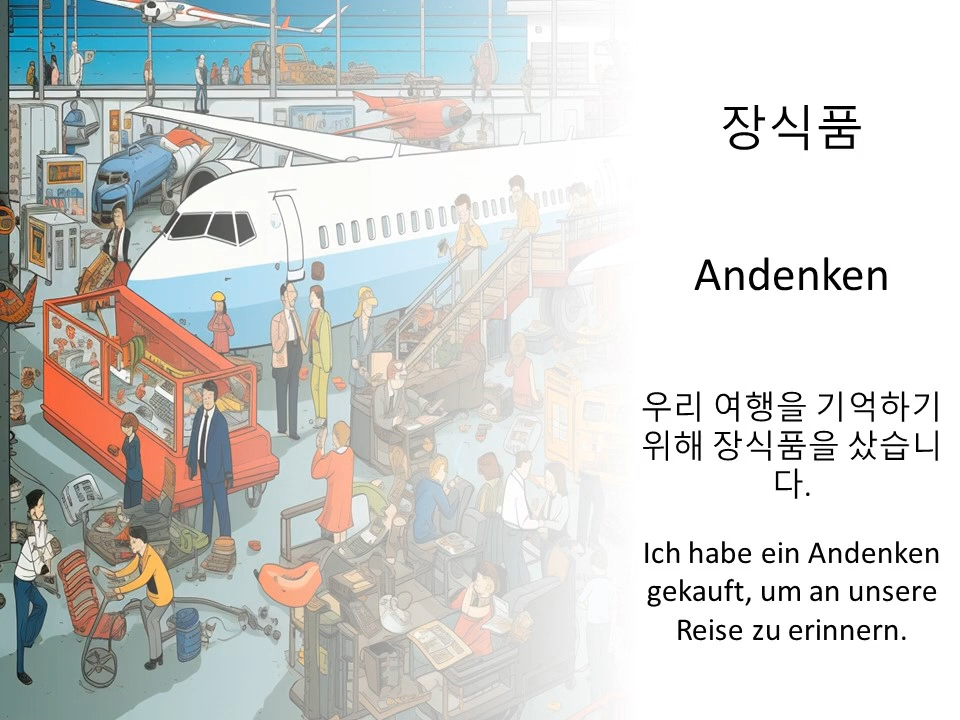 장식품
Andenken
우리 여행을 기억하기
위해 장식품을 샀습니
다.
Ich habe ein Andenken
gekauft, um an unsere
Reise zu erinnern.